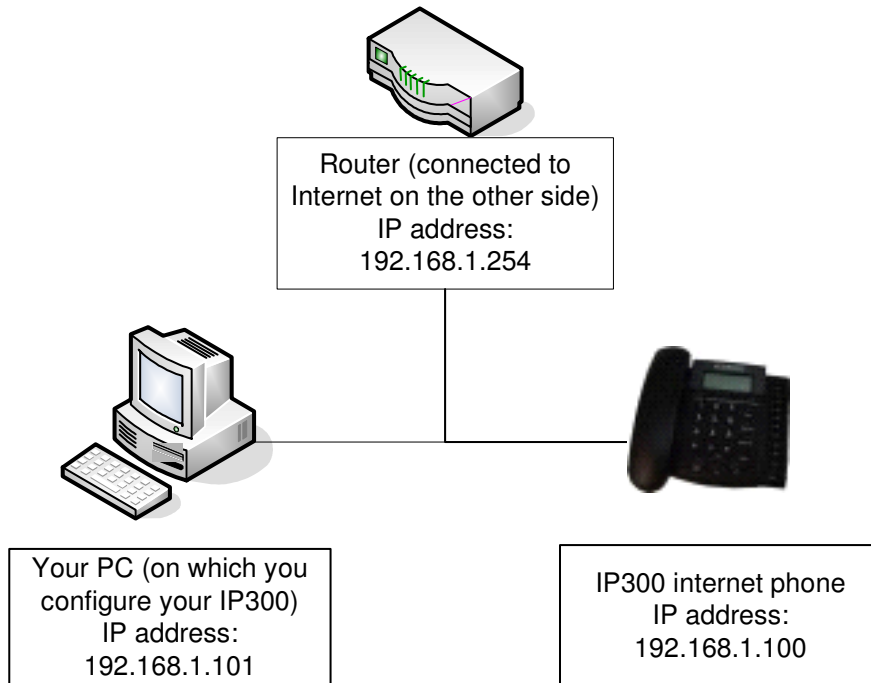 Router (connected to
Internet on the other side)
IP address:
192.168.1.254
Your PC (on which you
configure your IP300)
IP address:
192.168.1.101
IP300 internet phone
IP address:
192.168.1.100